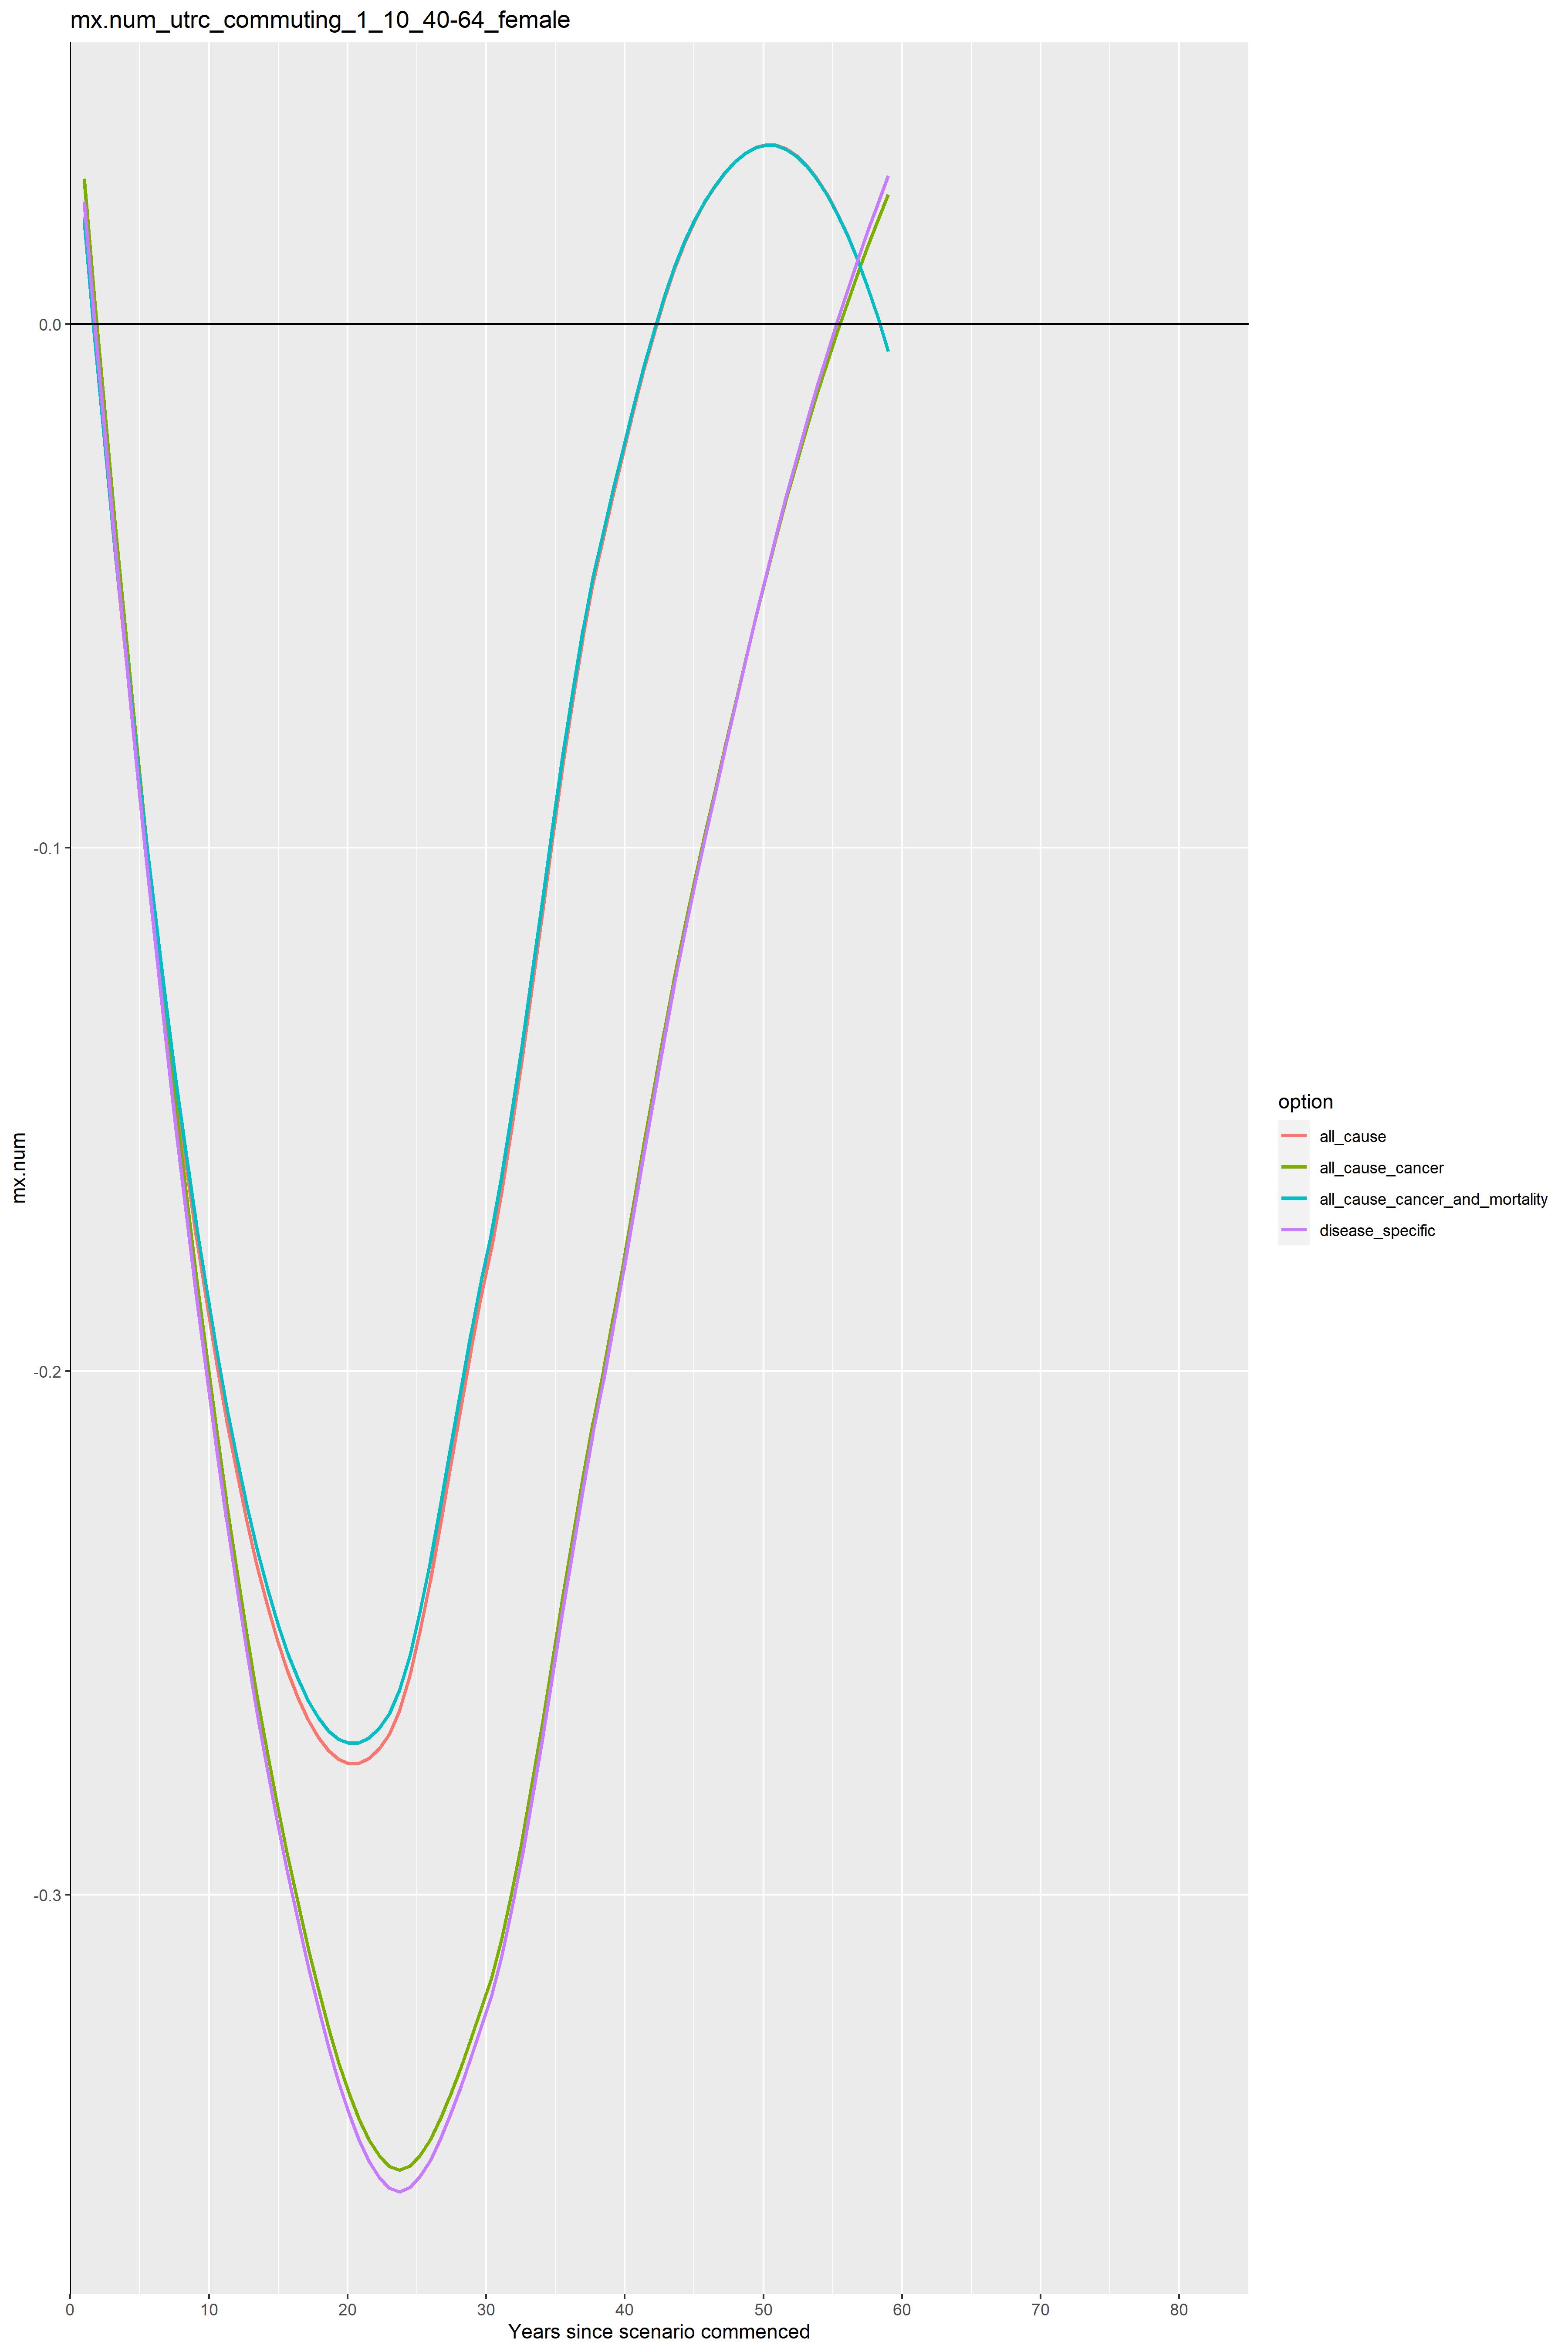 mx.num_utrc_commuting_1_10_40-64_female
0.0
-0.1
-0.2
-0.3
mx.num
0 10 20 30 40 50 60 70 80
Years since scenario commenced
option
all_cause
all_cause_cancer
all_cause_cancer_and_mortality
disease_specific